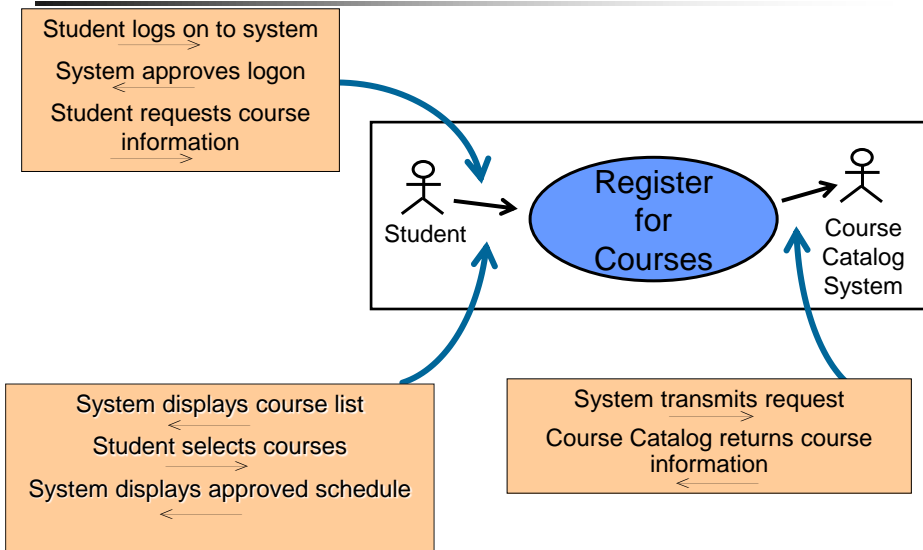 Student logs on to system
System approves logon
Student requests course
information
Register
for
Courses
Student
Course
Catalog
System
System displays course list
Student selects courses
System displays approved schedule
System transmits request
Course Catalog returns course
information